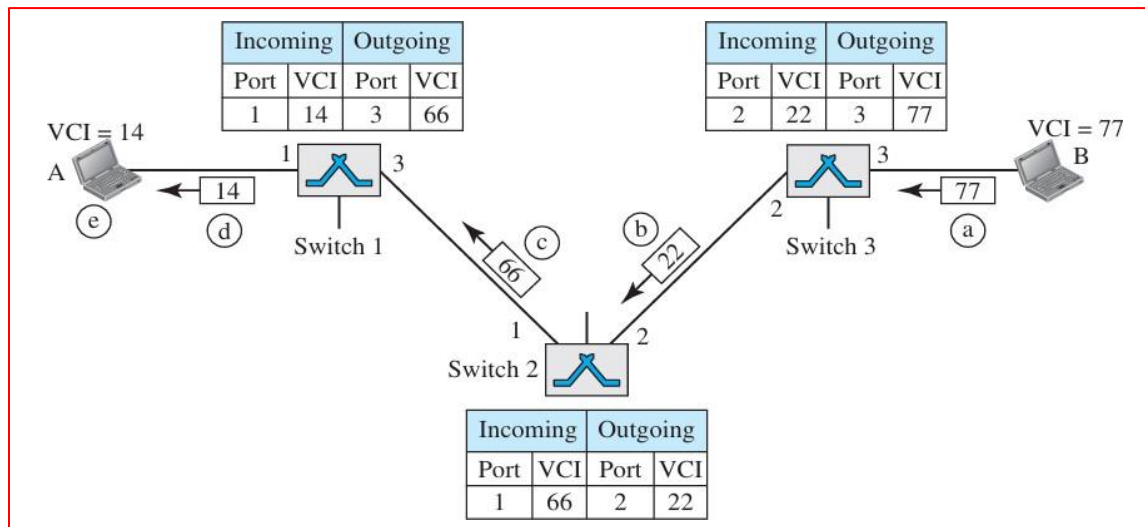 Incoming Outgoing
Port VCI Port VCI
1 14 3 66
Incoming Outgoing
Port VCI Port VCI
2 22 3 77
VCI = 14
A
1
3
14
e
d
Switch 1
c
66
b
22
2
Switch 3
3
VCI = 77
B
77
a
1
2
Switch 2
Incoming Outgoing
Port VCI Port VCI
1 66 2 22